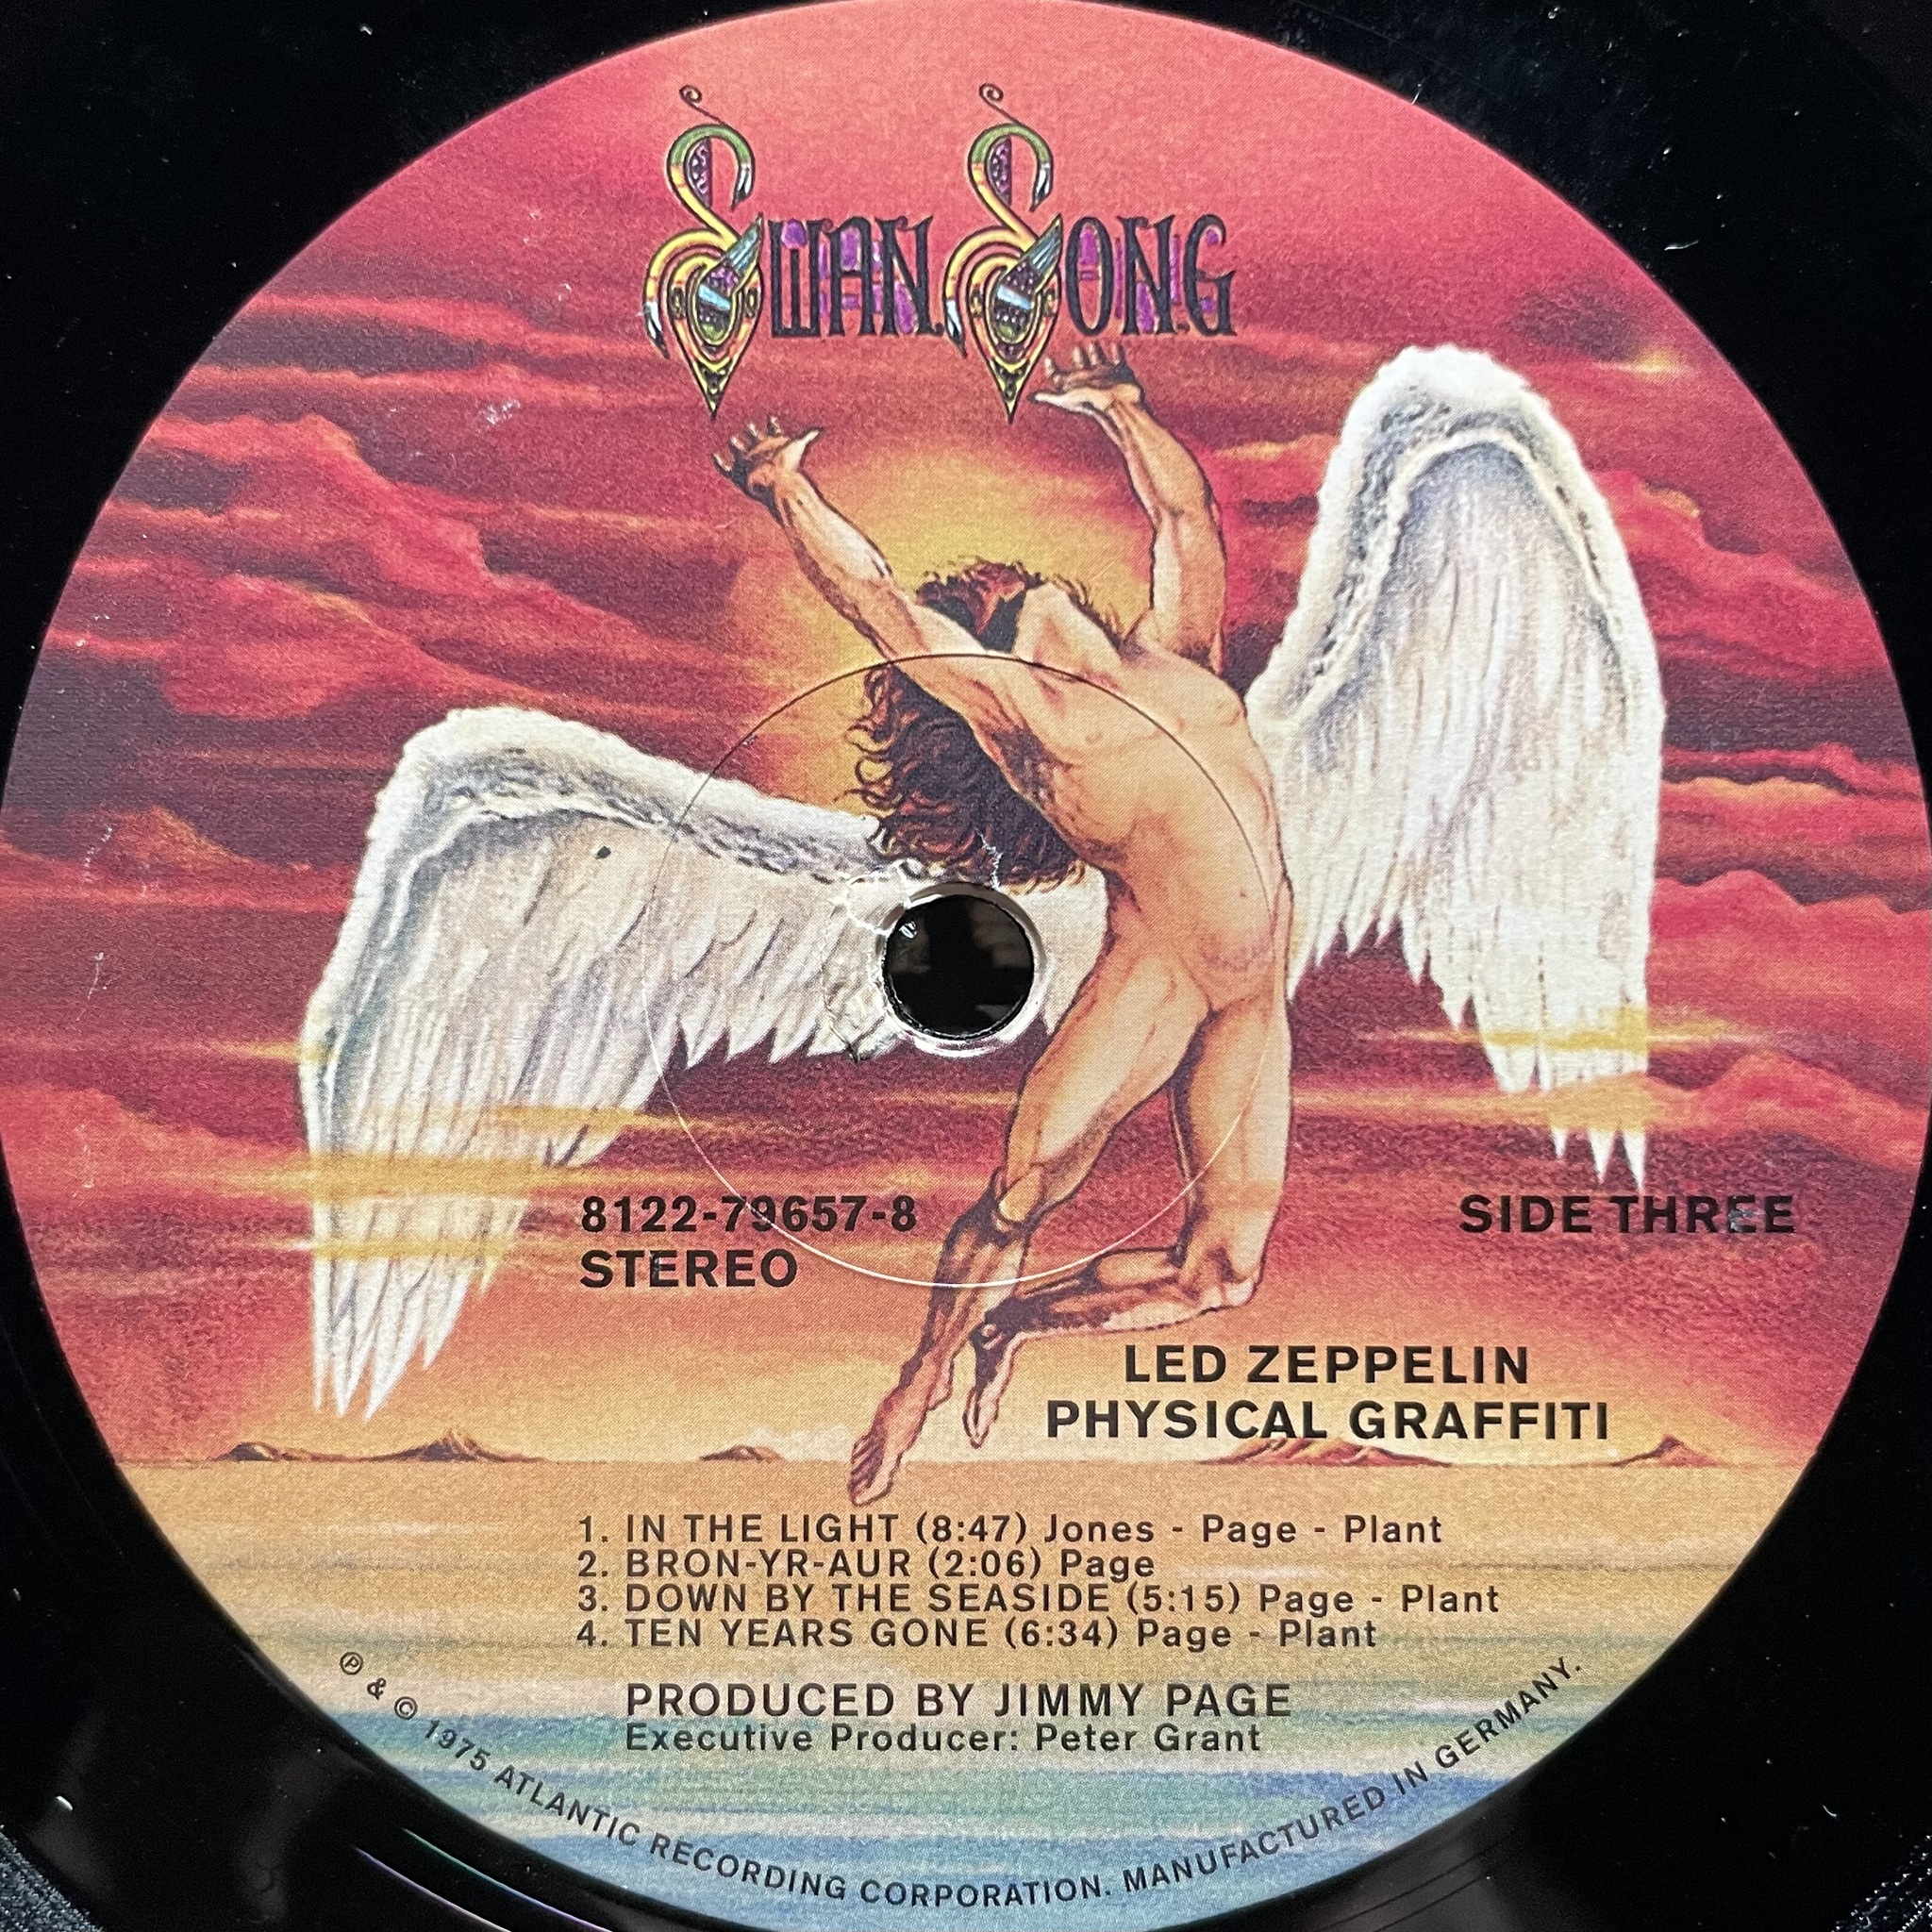 SWAN SONG
8122-79657-8
STEREO
SIDE THREE
LED ZEPPELIN
PHYSICAL GRAFFITI
1. IN THE LIGHT (8:47) Jones - Page - Plant
2. BRON-YR-AUR (2:06) Page
3. DOWN BY THE SEASIDE (5:15) Page - Plant
4. TEN YEARS GONE (6:34) Page - Plant
PRODUCED BY JIMMY PAGE
Executive Producer: Peter Grant
℗ & © 1975 ATLANTIC RECORDING CORPORATION. MANUFACTURED IN GERMANY.